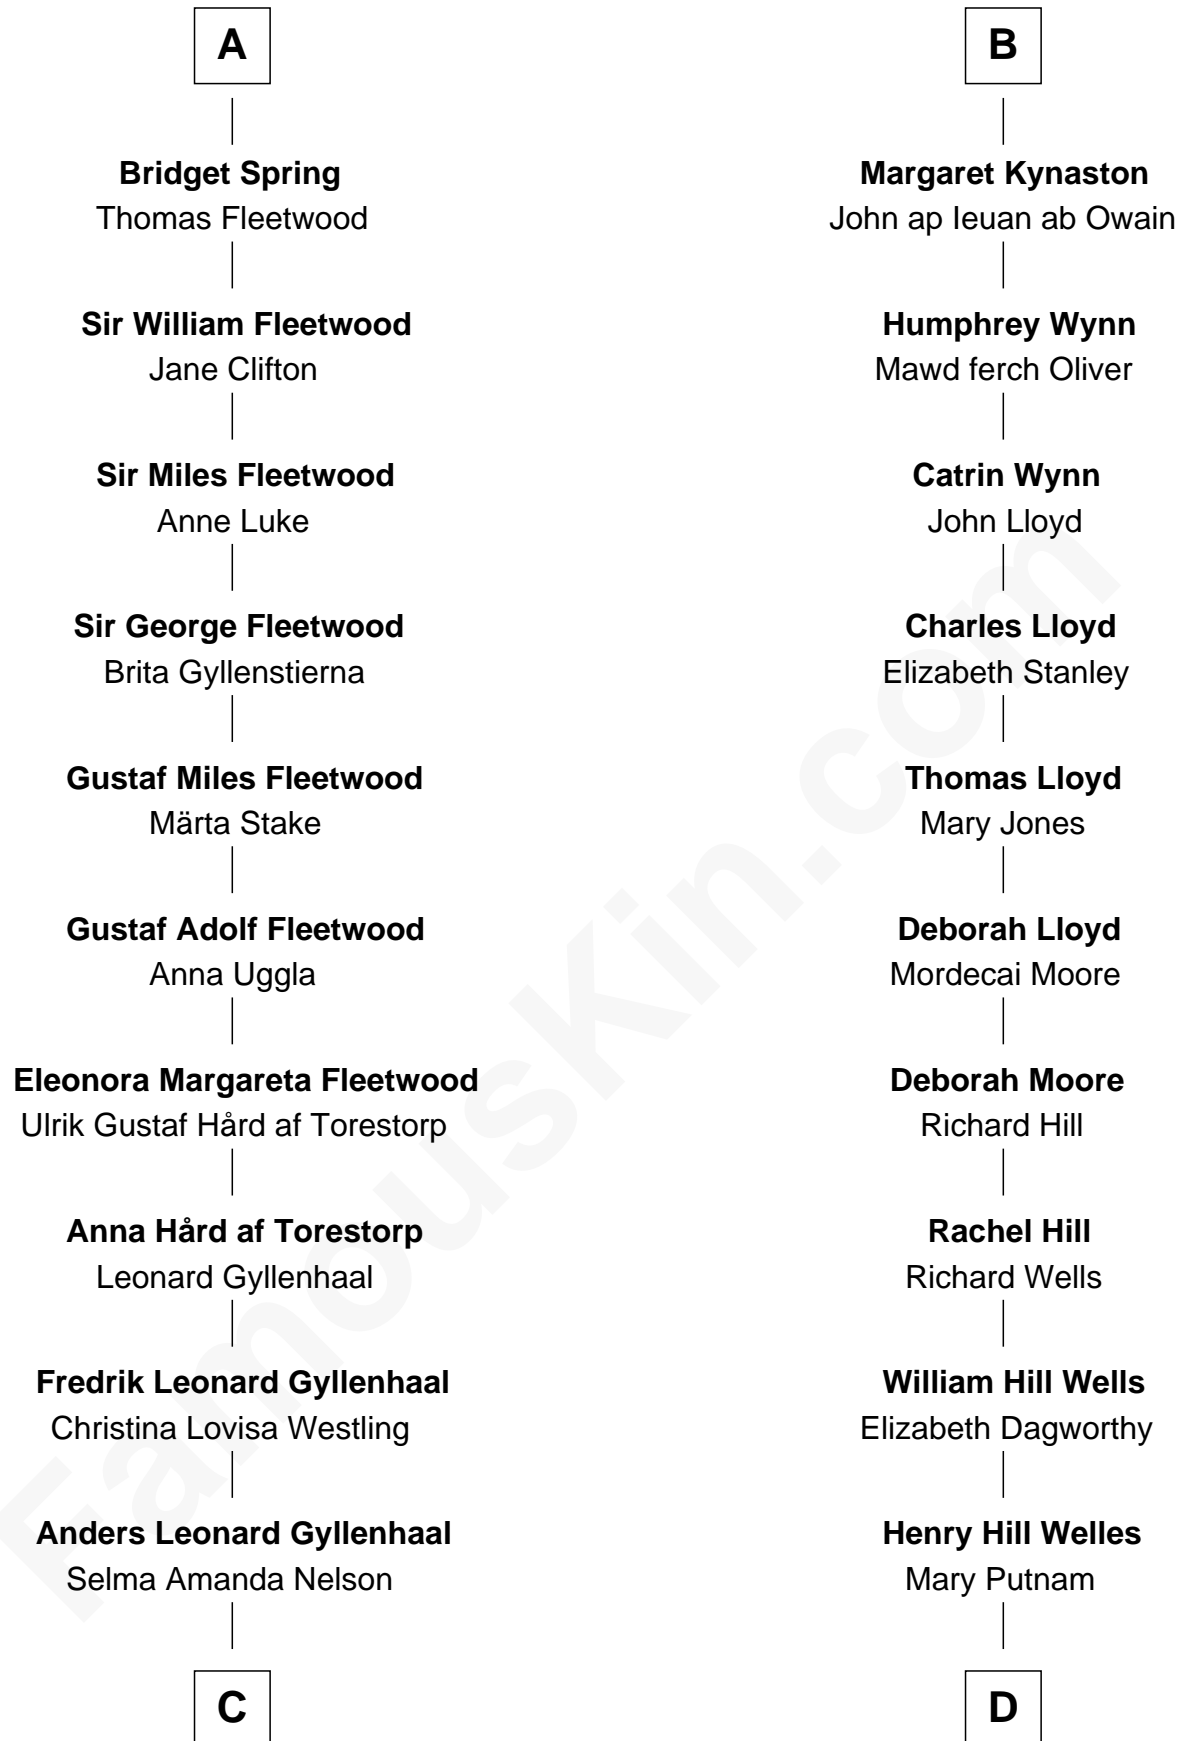 A
Bridget Spring
Thomas Fleetwood
Sir William Fleetwood
Jane Clifton
Sir Miles Fleetwood
Anne Luke
Sir George Fleetwood
Brita Gyllenstierna
Gustaf Miles Fleetwood
Märta Stake
Gustaf Adolf Fleetwood
Anna Uggla
Eleonora Margareta Fleetwood
Ulrik Gustaf Hård af Torestorp
Anna Hård af Torestorp
Leonard Gyllenhaal
Fredrik Leonard Gyllenhaal
Christina Lovisa Westling
Anders Leonard Gyllenhaal
Selma Amanda Nelson
C
B
Margaret Kynaston
John ap Ieuan ab Owain
Humphrey Wynn
Mawd ferch Oliver
Catrin Wynn
John Lloyd
Charles Lloyd
Elizabeth Stanley
Thomas Lloyd
Mary Jones
Deborah Lloyd
Mordecai Moore
Deborah Moore
Richard Hill
Rachel Hill
Richard Wells
William Hill Wells
Elizabeth Dagworthy
Henry Hill Welles
Mary Putnam
D
FamousKin.com